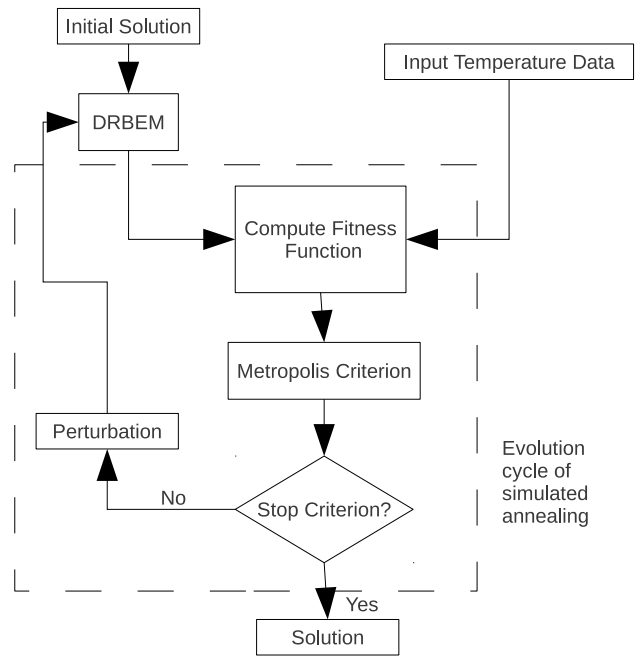 Initial Solution
Input Temperature Data
DRBEM
Compute Fitness
Function
Metropolis Criterion
Perturbation
Evolution
cycle of
simulated
annealing
No
Stop Criterion?
Yes
Solution